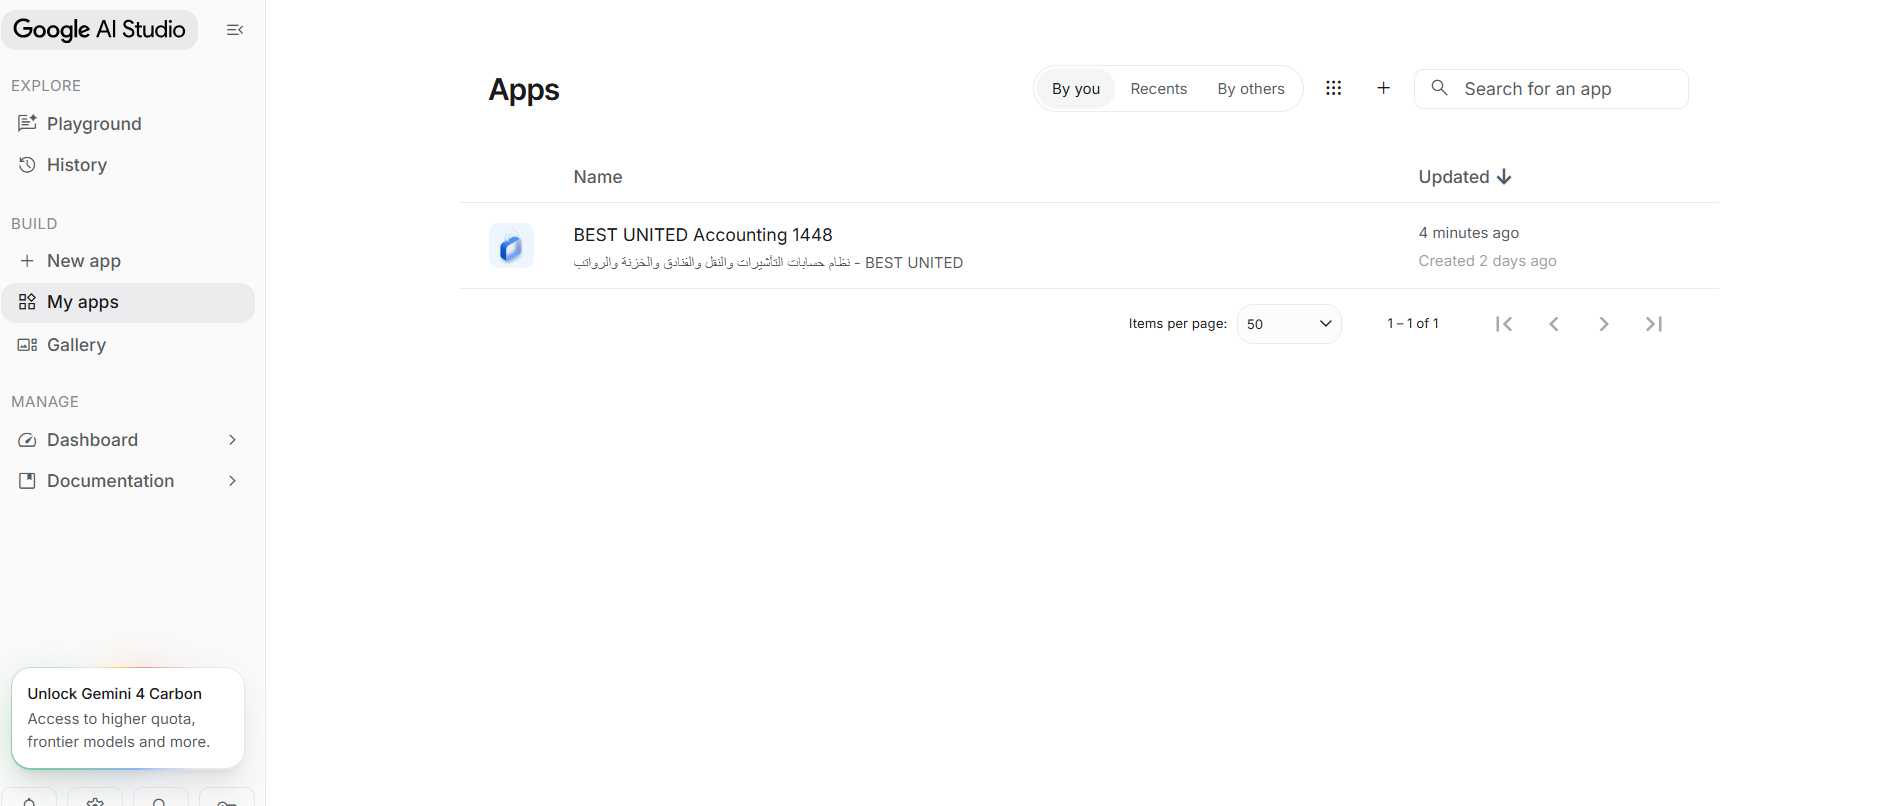 Google AI Studio
EXPLORE
Playground
History
BUILD
New app
My apps
Gallery
MANAGE
Dashboard
Documentation
Unlock Gemini 4 Carbon
Access to higher quota,
frontier models and more.
Apps
By you
Recents
By others
Search for an app
Name
Updated
BEST UNITED Accounting 1448
نظام حسابات التأشيرات والنقل والفنادق والخزنة والرواتب - BEST UNITED
4 minutes ago
Created 2 days ago
Items per page:
50
1 – 1 of 1